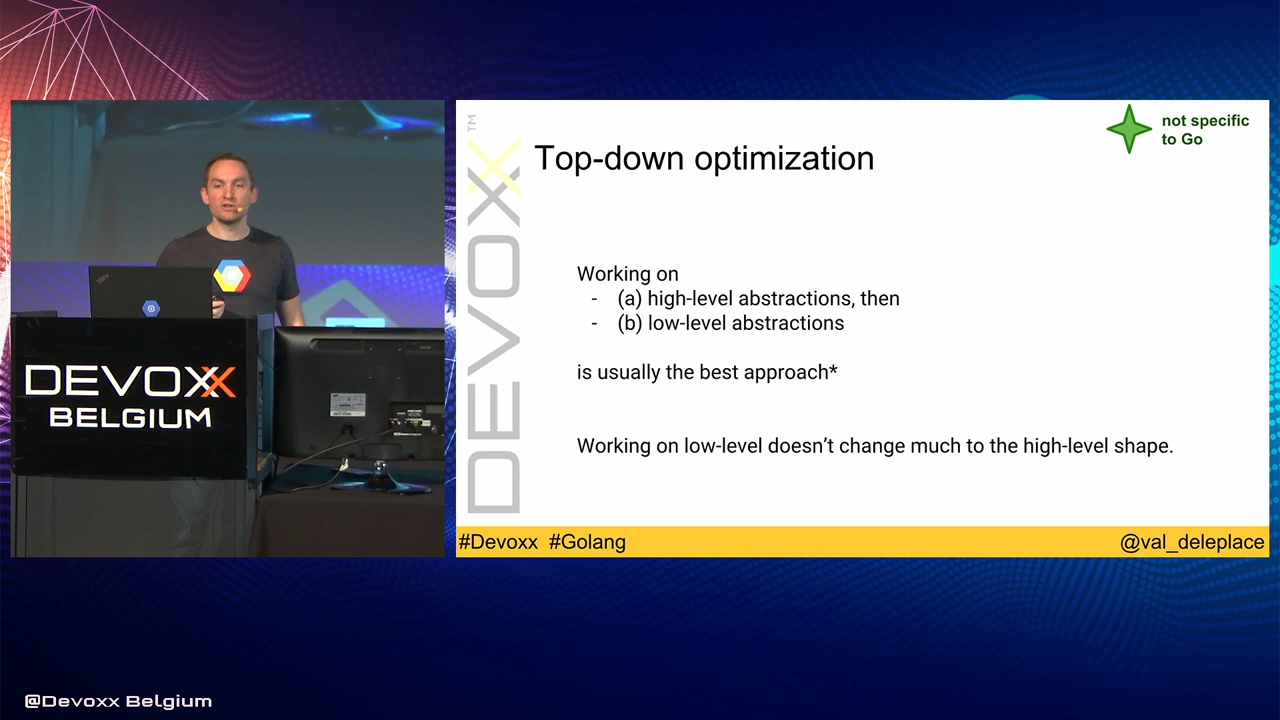 DEVOXX
BELGIUM
DEVOXX™
not specific
to Go
Top-down optimization
Working on
- (a) high-level abstractions, then
- (b) low-level abstractions
is usually the best approach*
Working on low-level doesn’t change much to the high-level shape.
#Devoxx #Golang
@val_deleplace
@Devoxx Belgium